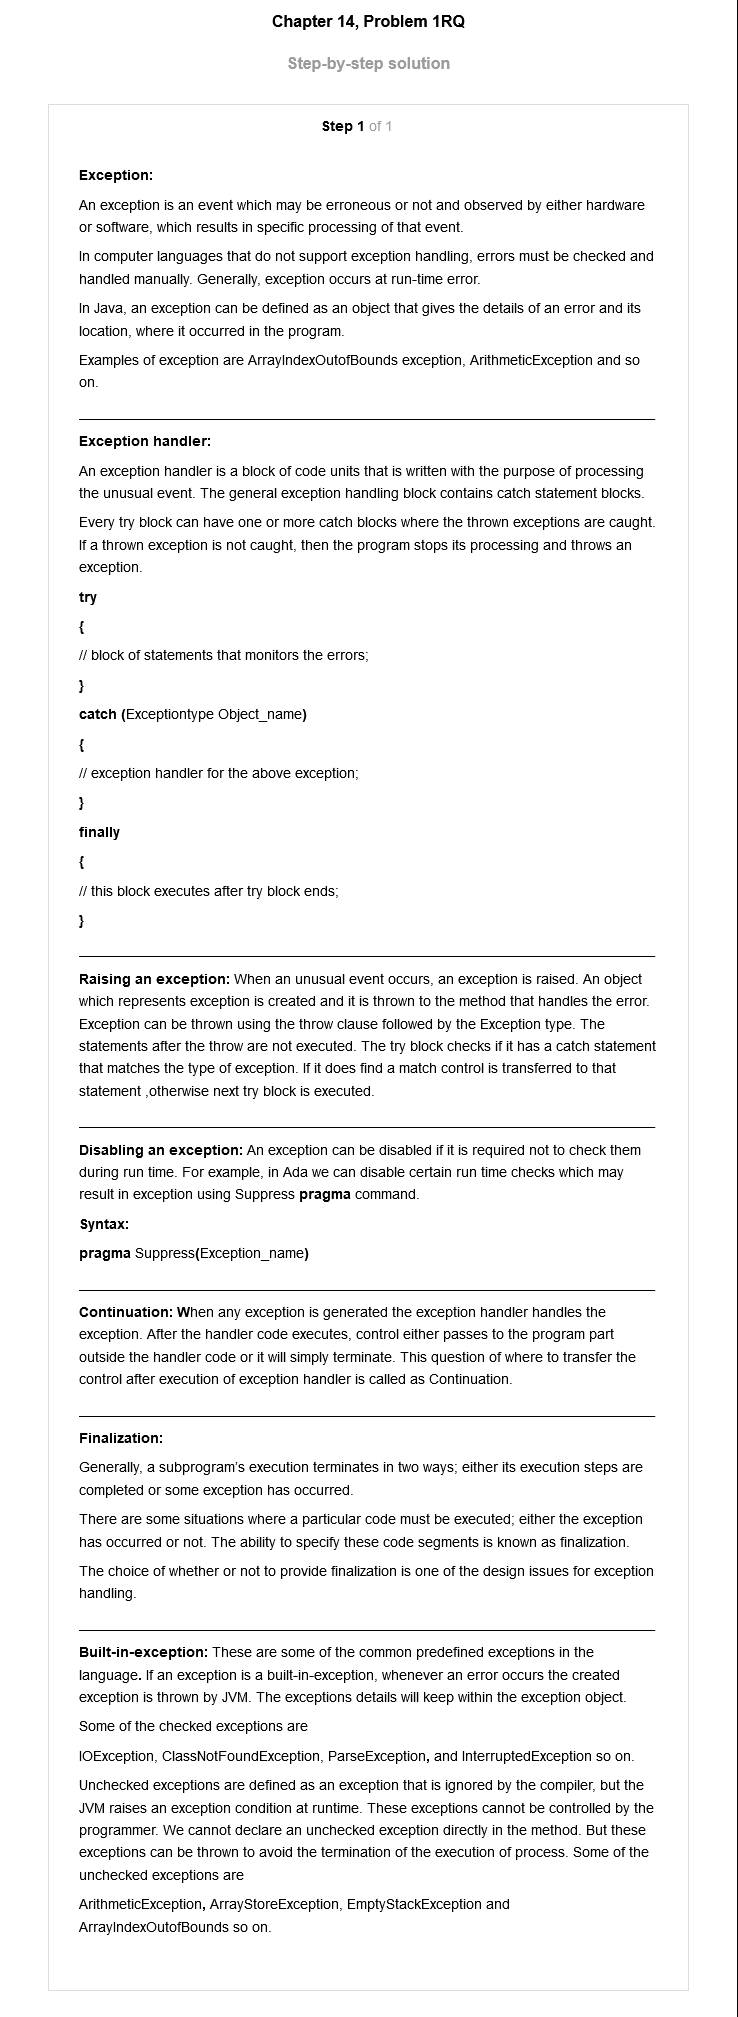 Chapter 14, Problem 1RQ
Step-by-step solution
Step 1 of 1
Exception:
An exception is an event which may be erroneous or not and observed by either hardware
or software, which results in specific processing of that event.
In computer languages that do not support exception handling, errors must be checked and
handled manually. Generally, exception occurs at run-time error.
In Java, an exception can be defined as an object that gives the details of an error and its
location, where it occurred in the program.
Examples of exception are ArrayIndexOutofBounds exception, ArithmeticException and so
on.
Exception handler:
An exception handler is a block of code units that is written with the purpose of processing
the unusual event. The general exception handling block contains catch statement blocks.
Every try block can have one or more catch blocks where the thrown exceptions are caught.
If a thrown exception is not caught, then the program stops its processing and throws an
exception.
try
{
// block of statements that monitors the errors;
}
catch (Exceptiontype Object_name)
{
// exception handler for the above exception;
}
finally
{
// this block executes after try block ends;
}
Raising an exception: When an unusual event occurs, an exception is raised. An object
which represents exception is created and it is thrown to the method that handles the error.
Exception can be thrown using the throw clause followed by the Exception type. The
statements after the throw are not executed. The try block checks if it has a catch statement
that matches the type of exception. If it does find a match control is transferred to that
statement ,otherwise next try block is executed.
Disabling an exception: An exception can be disabled if it is required not to check them
during run time. For example, in Ada we can disable certain run time checks which may
result in exception using Suppress pragma command.
Syntax:
pragma Suppress(Exception_name)
Continuation: When any exception is generated the exception handler handles the
exception. After the handler code executes, control either passes to the program part
outside the handler code or it will simply terminate. This question of where to transfer the
control after execution of exception handler is called as Continuation.
Finalization:
Generally, a subprogram's execution terminates in two ways; either its execution steps are
completed or some exception has occurred.
There are some situations where a particular code must be executed; either the exception
has occurred or not. The ability to specify these code segments is known as finalization.
The choice of whether or not to provide finalization is one of the design issues for exception
handling.
Built-in-exception: These are some of the common predefined exceptions in the
language. If an exception is a built-in-exception, whenever an error occurs the created
exception is thrown by JVM. The exceptions details will keep within the exception object.
Some of the checked exceptions are
IOException, ClassNotFoundException, ParseException, and InterruptedException so on.
Unchecked exceptions are defined as an exception that is ignored by the compiler, but the
JVM raises an exception condition at runtime. These exceptions cannot be controlled by the
programmer. We cannot declare an unchecked exception directly in the method. But these
exceptions can be thrown to avoid the termination of the execution of process. Some of the
unchecked exceptions are
ArithmeticException, ArrayStoreException, EmptyStackException and
ArrayIndexOutofBounds so on.